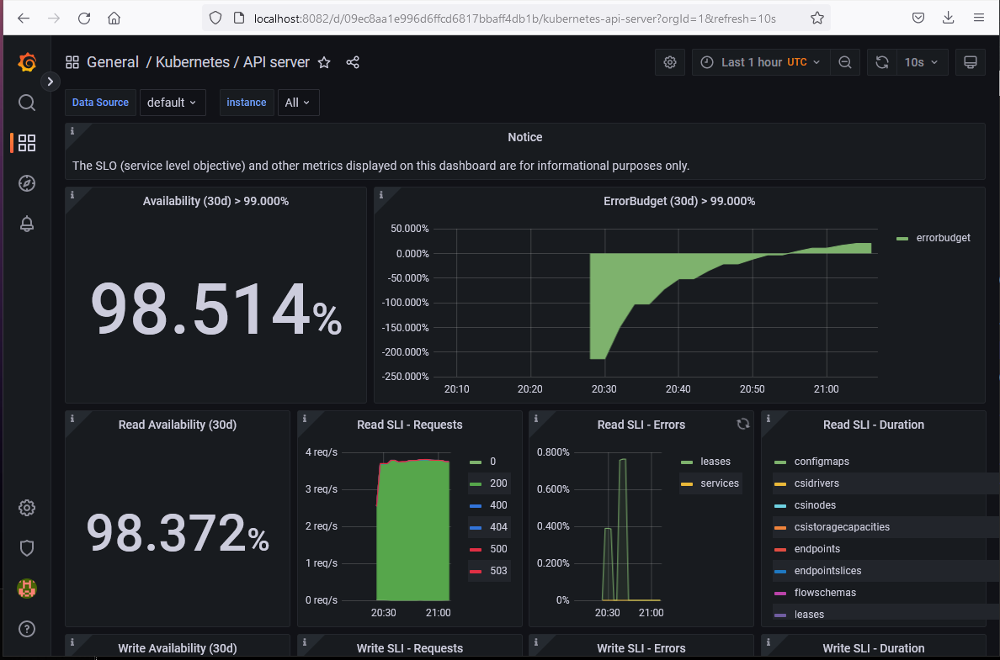 localhost:8082/d/09ec8aa1e996d6ffcd6817bbaff4db1b/kubernetes-api-server?orgId=1&refresh=10s
General / Kubernetes / API server
Last 1 hour UTC
10s
Data Source
default
instance
All
i
Notice
The SLO (service level objective) and other metrics displayed on this dashboard are for informational purposes only.
i
Availability (30d) > 99.000%
98.514%
i
ErrorBudget (30d) > 99.000%
50.000%
0.000%
-50.000%
-100.000%
-150.000%
-200.000%
-250.000%
20:10
20:20
20:30
20:40
20:50
21:00
errorbudget
i
Read Availability (30d)
98.372%
i
Read SLI - Requests
4 req/s
3 req/s
2 req/s
1 req/s
0 req/s
20:30
21:00
0
200
400
404
500
503
i
Read SLI - Errors
0.800%
0.600%
0.400%
0.200%
0%
20:30
21:00
leases
services
i
Read SLI - Duration
configmaps
csidrivers
csinodes
csistoragecapacities
endpoints
endpointslices
flowschemas
leases
i
Write Availability (30d)
i
Write SLI - Requests
i
Write SLI - Errors
i
Write SLI - Duration